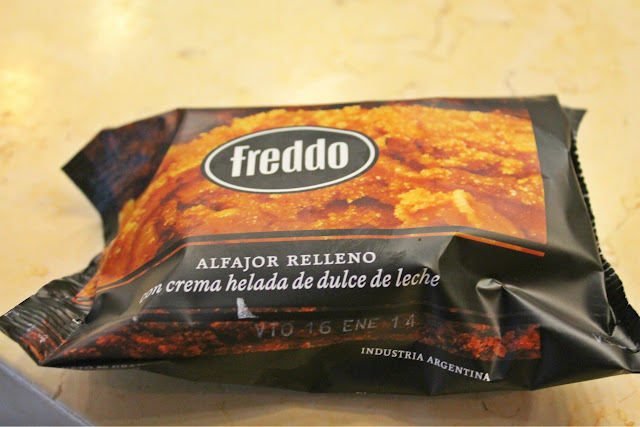 freddo
ALFAJOR RELLENO
con crema helada de dulce de leche
VTO 16 ENE 14
INDUSTRIA ARGENTINA